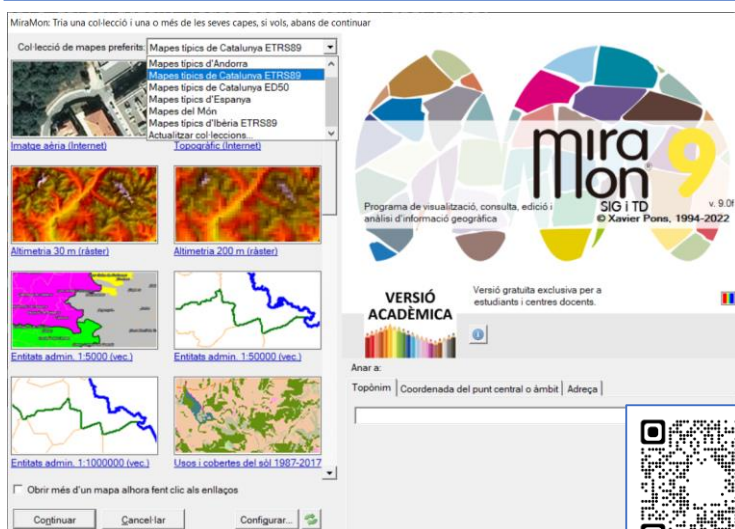 MiraMon: Tria una col·lecció i una o més de les seves capes, si vols, abans de continuar
Col·lecció de mapes preferits:
Mapes típics de Catalunya ETRS89
Mapes típics d'Andorra
Mapes típics de Catalunya ETRS89
Mapes típics de Catalunya ED50
Mapes típics d'Espanya
Mapes del Món
Mapes típics d'Ibèria ETRS89
Actualitzar col·leccions...
Imatge aèria (Internet)
Topogràfic (Internet)
Altimetria 30 m (ràster)
Altimetria 200 m (ràster)
Entitats admin. 1:5000 (vec.)
Entitats admin. 1:50000 (vec.)
Entitats admin. 1:1000000 (vec.)
Usos i cobertes del sòl 1987-2017
Obrir més d'un mapa alhora fent clic als enllaços
Continuar
Cancel·lar
Configurar...
mira
Mon
9
Programa de visualització, consulta, edició i
anàlisi d'informació geogràfica
SIG i TD
v. 9.0f
© Xavier Pons, 1994-2022
VERSIÓ
ACADÈMICA
Versió gratuïta exclusiva per a
estudiants i centres docents.
Anar a:
Topònim
Coordenada del punt central o àmbit
Adreça